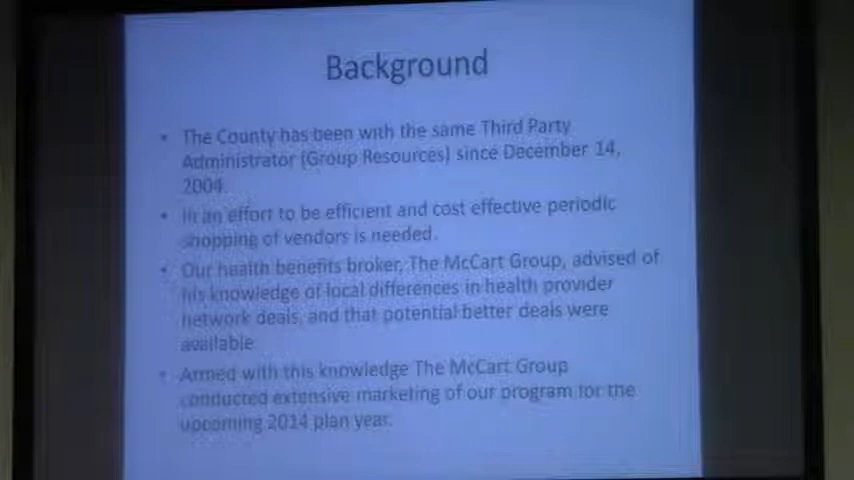 Background
• The County has been with the same Third Party
Administrator (Group Resources) since December 14,
2004.
• In an effort to be efficient and cost effective periodic
shopping of vendors is needed.
• Our health benefits broker, The McCart Group, advised of
his knowledge of local differences in health provider
network deals, and that potential better deals were
available
• Armed with this knowledge The McCart Group
conducted extensive marketing of our program for the
upcoming 2014 plan year.